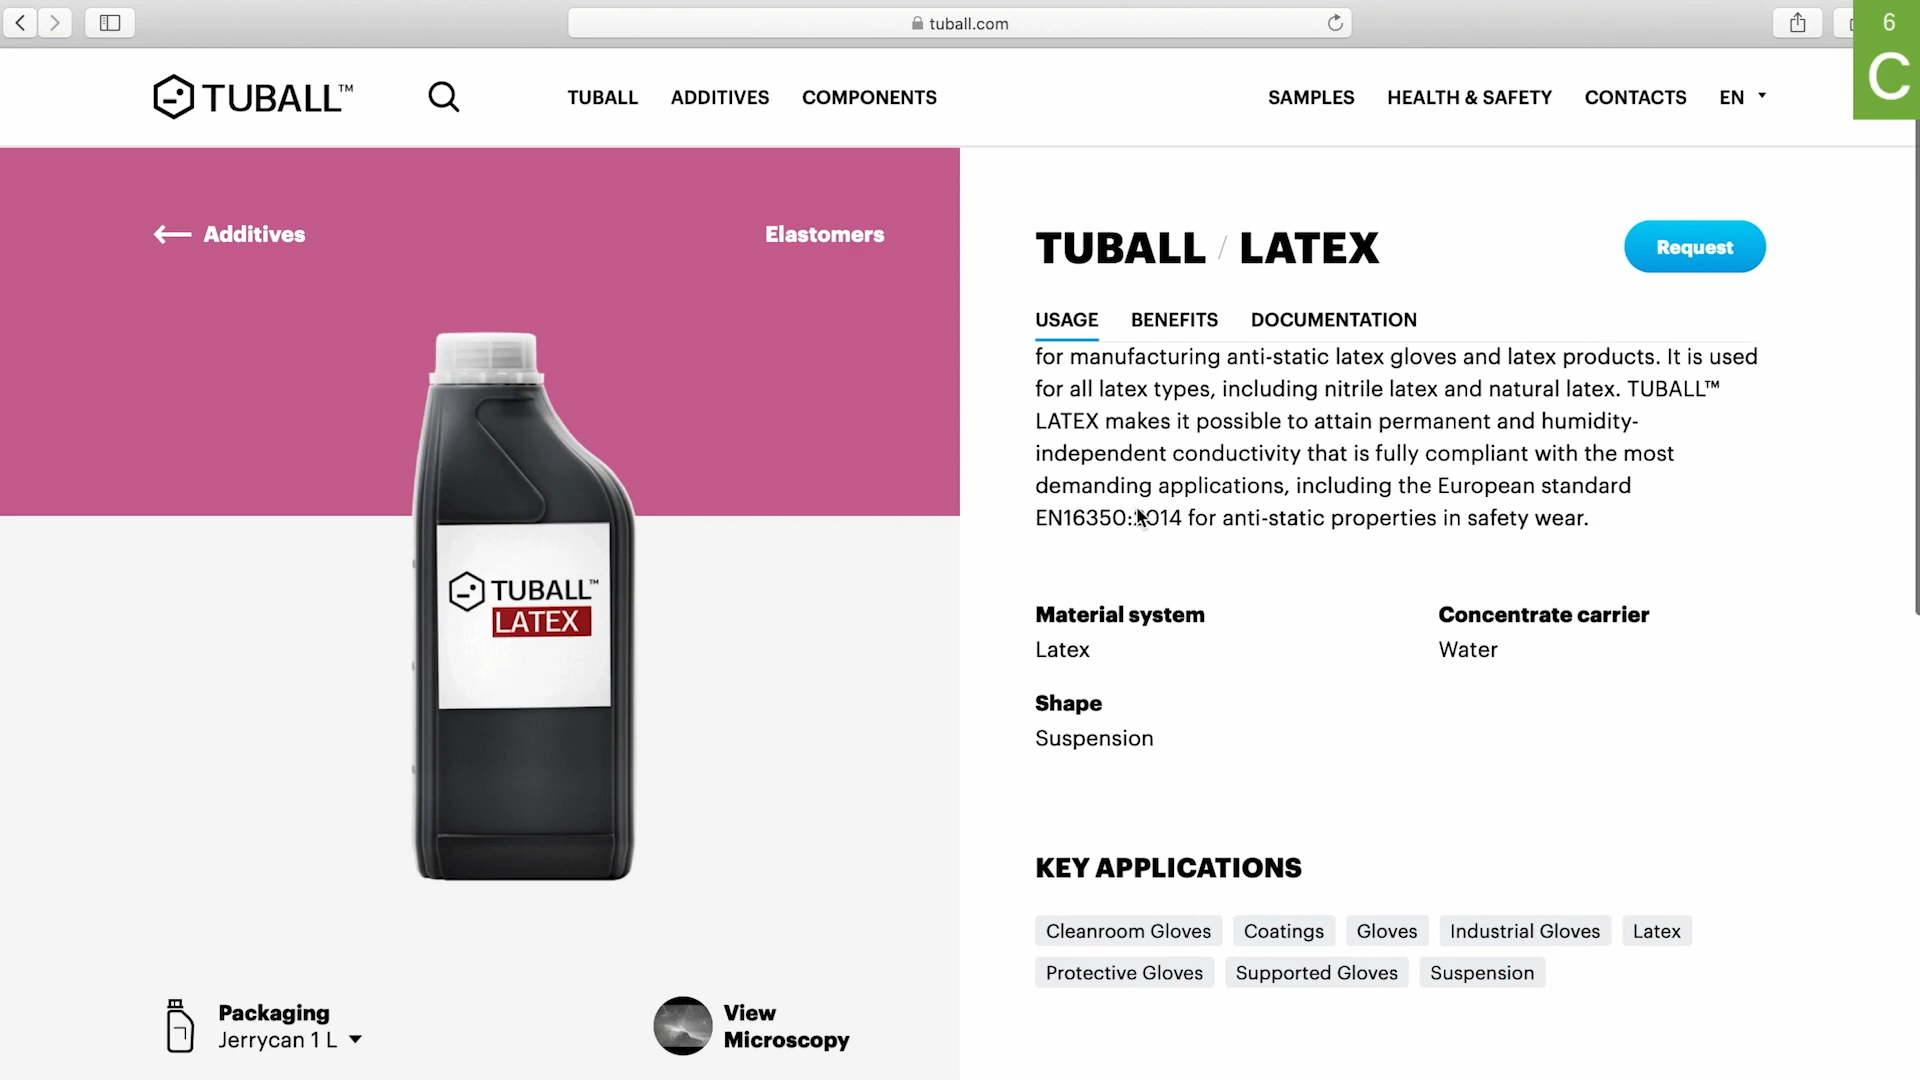 tuball.com
6
C
TUBALL™
TUBALL ADDITIVES COMPONENTS
SAMPLES HEALTH & SAFETY CONTACTS EN
Additives
Elastomers
TUBALL™
LATEX
Packaging
Jerrycan 1 L
View
Microscopy
TUBALL / LATEX
Request
USAGE BENEFITS DOCUMENTATION
for manufacturing anti-static latex gloves and latex products. It is used
for all latex types, including nitrile latex and natural latex. TUBALL™
LATEX makes it possible to attain permanent and humidity-
independent conductivity that is fully compliant with the most
demanding applications, including the European standard
EN16350:2014 for anti-static properties in safety wear.
Material system
Latex
Concentrate carrier
Water
Shape
Suspension
KEY APPLICATIONS
Cleanroom Gloves Coatings Gloves Industrial Gloves Latex
Protective Gloves Supported Gloves Suspension